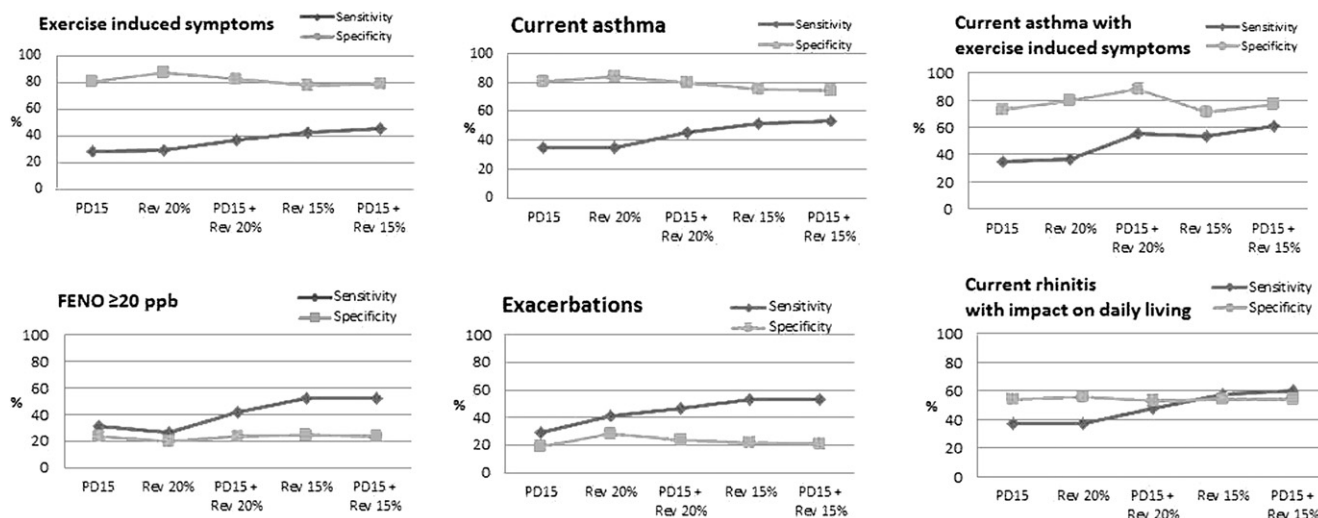 Exercise induced symptoms
Sensitivity
Specificity
100
80
60
%
40
20
0
PD15
Rev 20%
PD15 +
Rev 20%
Rev 15%
PD15 +
Rev 15%
Current asthma
Sensitivity
Specificity
100
80
60
%
40
20
0
PD15
Rev 20%
PD15 +
Rev 20%
Rev 15%
PD15 +
Rev 15%
Current asthma with
exercise induced symptoms
Sensitivity
Specificity
100
80
%
60
40
20
0
PD15
Rev 20%
PD15 +
Rev 20%
Rev 15%
PD15 +
Rev 15%
FENO ≥20 ppb
Sensitivity
Specificity
100
80
60
%
40
20
0
PD15
Rev 20%
PD15 +
Rev 20%
Rev 15%
PD15 +
Rev 15%
Exacerbations
Sensitivity
Specificity
100
80
60
%
40
20
0
PD15
Rev 20%
PD15 +
Rev 20%
Rev 15%
PD15 +
Rev 15%
Current rhinitis
with impact on daily living
Sensitivity
Specificity
100
80
60
%
40
20
0
PD15
Rev 20%
PD15 +
Rev 20%
Rev 15%
PD15 +
Rev 15%